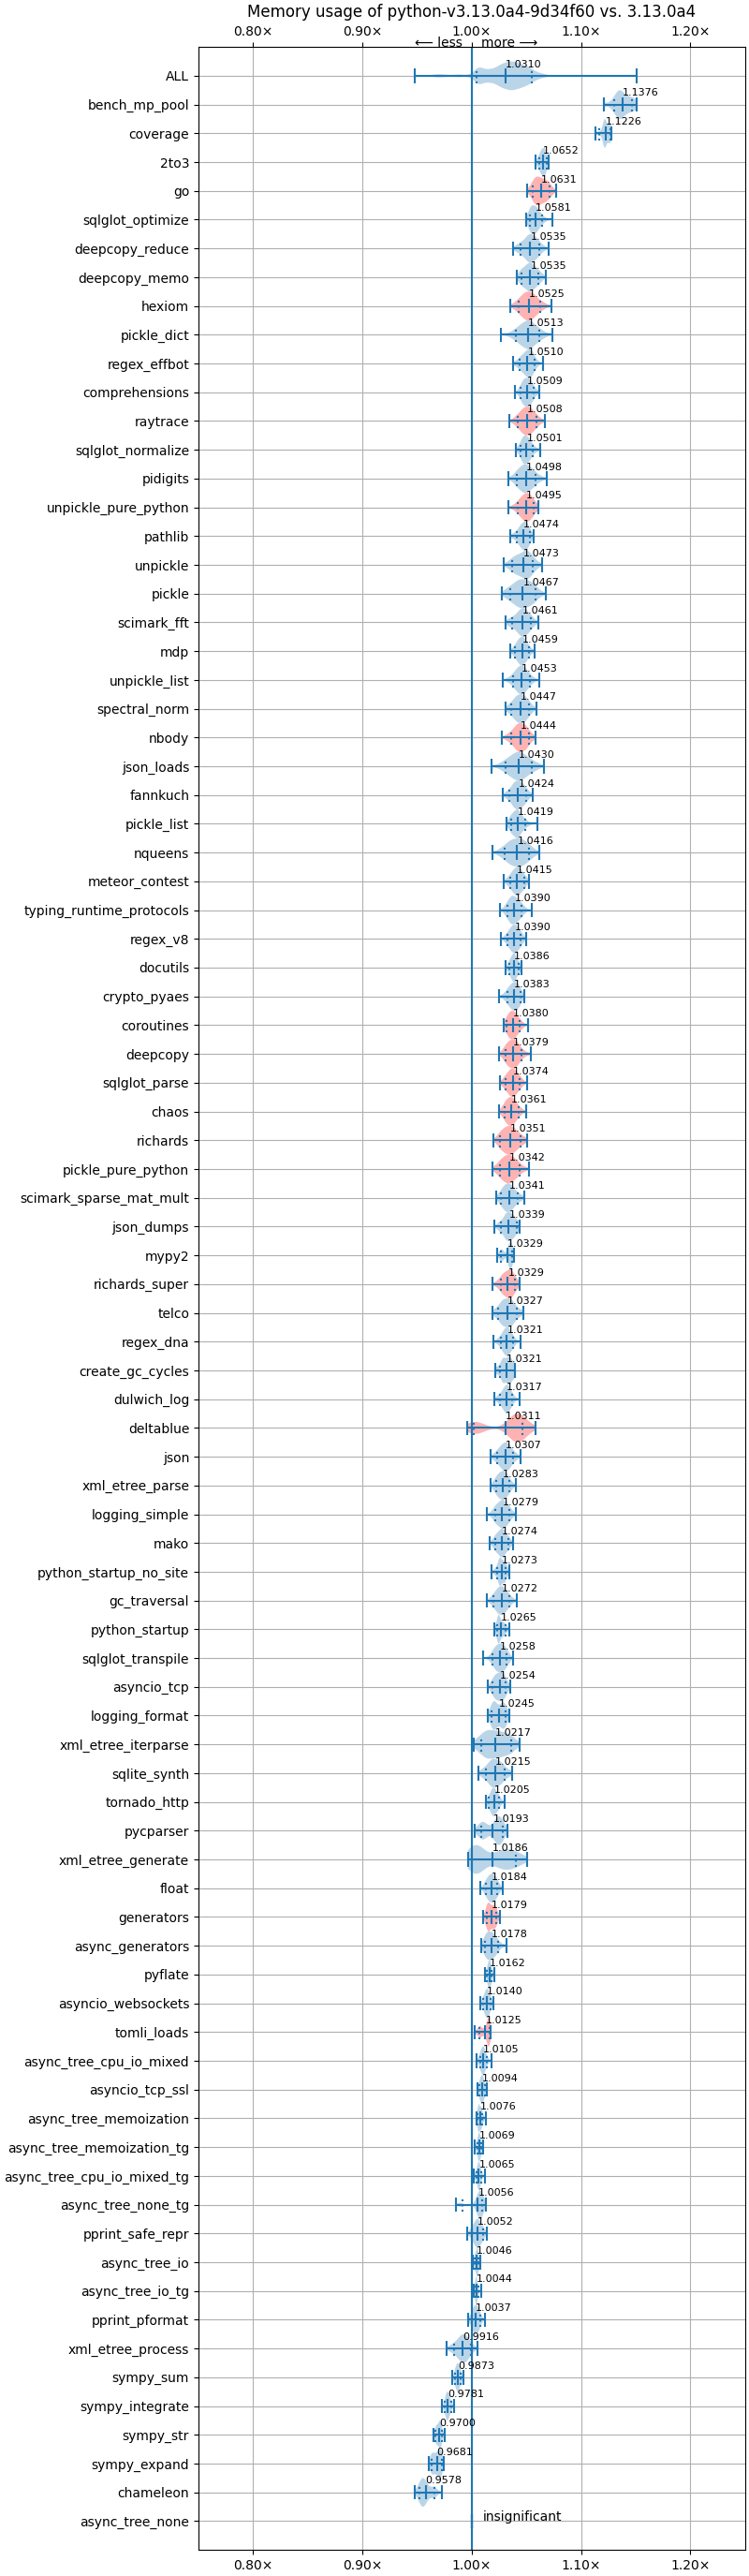 Memory usage of python-v3.13.0a4-9d34f60 vs. 3.13.0a4
0.80× 0.90× 1.00× 1.10× 1.20×
⟵ less more ⟶
ALL 1.0310
bench_mp_pool 1.1376
coverage 1.1226
2to3 1.0652
go 1.0631
sqlglot_optimize 1.0581
deepcopy_reduce 1.0535
deepcopy_memo 1.0535
hexiom 1.0525
pickle_dict 1.0513
regex_effbot 1.0510
comprehensions 1.0509
raytrace 1.0508
sqlglot_normalize 1.0501
pidigits 1.0498
unpickle_pure_python 1.0495
pathlib 1.0474
unpickle 1.0473
pickle 1.0467
scimark_fft 1.0461
mdp 1.0459
unpickle_list 1.0453
spectral_norm 1.0447
nbody 1.0444
json_loads 1.0430
fannkuch 1.0424
pickle_list 1.0419
nqueens 1.0416
meteor_contest 1.0415
typing_runtime_protocols 1.0390
regex_v8 1.0390
docutils 1.0386
crypto_pyaes 1.0383
coroutines 1.0380
deepcopy 1.0379
sqlglot_parse 1.0374
chaos 1.0361
richards 1.0351
pickle_pure_python 1.0342
scimark_sparse_mat_mult 1.0341
json_dumps 1.0339
mypy2 1.0329
richards_super 1.0329
telco 1.0327
regex_dna 1.0321
create_gc_cycles 1.0321
dulwich_log 1.0317
deltablue 1.0311
json 1.0307
xml_etree_parse 1.0283
logging_simple 1.0279
mako 1.0274
python_startup_no_site 1.0273
gc_traversal 1.0272
python_startup 1.0265
sqlglot_transpile 1.0258
asyncio_tcp 1.0254
logging_format 1.0245
xml_etree_iterparse 1.0217
sqlite_synth 1.0215
tornado_http 1.0205
pycparser 1.0193
xml_etree_generate 1.0186
float 1.0184
generators 1.0179
async_generators 1.0178
pyflate 1.0162
asyncio_websockets 1.0140
tomli_loads 1.0125
async_tree_cpu_io_mixed 1.0105
asyncio_tcp_ssl 1.0094
async_tree_memoization 1.0076
async_tree_memoization_tg 1.0069
async_tree_cpu_io_mixed_tg 1.0065
async_tree_none_tg 1.0056
pprint_safe_repr 1.0052
async_tree_io 1.0046
async_tree_io_tg 1.0044
pprint_pformat 1.0037
xml_etree_process 0.9916
sympy_sum 0.9873
sympy_integrate 0.9781
sympy_str 0.9700
sympy_expand 0.9681
chameleon 0.9578
async_tree_none insignificant
0.80× 0.90× 1.00× 1.10× 1.20×